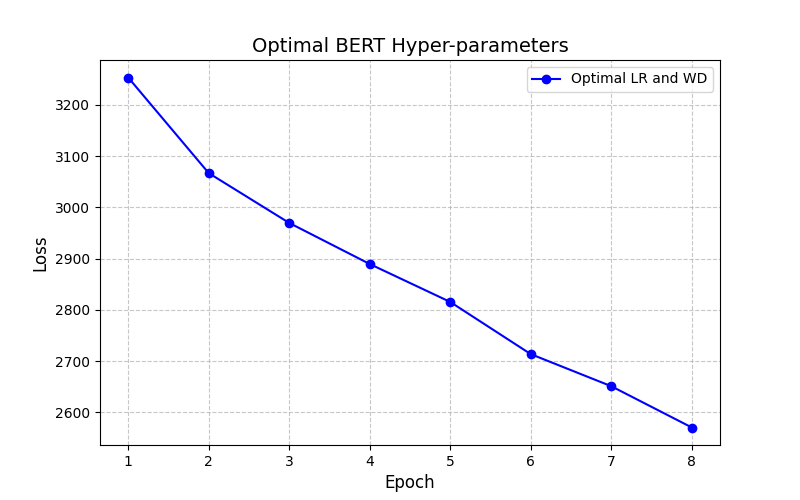 Optimal BERT Hyper-parameters
Optimal LR and WD
Loss
3200
3100
3000
2900
2800
2700
2600
1 2 3 4 5 6 7 8
Epoch